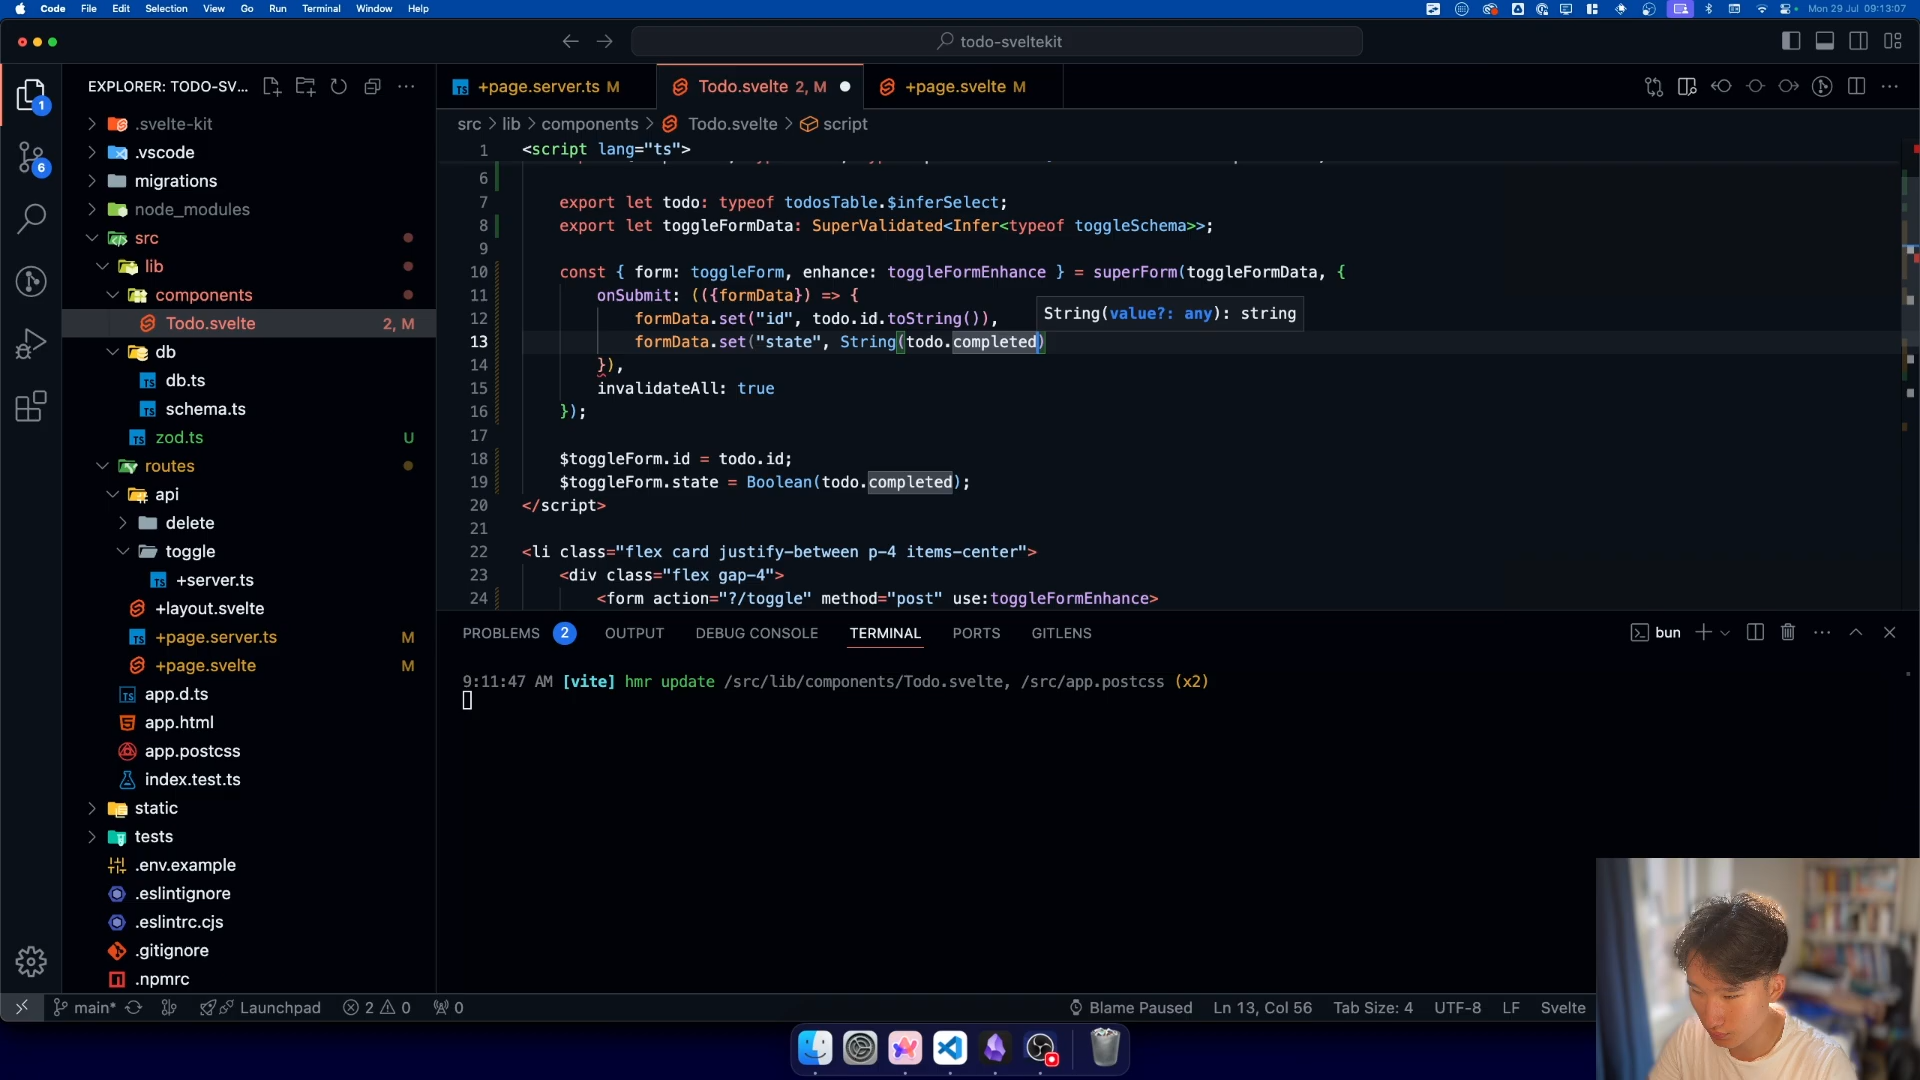 Code File Edit Selection View Go Run Terminal Window Help
Mon 29 Jul 09:13:07
todo-sveltekit
EXPLORER: TODO-SV...
+page.server.ts M
Todo.svelte 2, M
+page.svelte M
src > lib > components > Todo.svelte > script
1
6
.svelte-kit
.vscode
migrations
node_modules
src
lib
components
Todo.svelte 2, M
db
db.ts
schema.ts
zod.ts U
routes
api
delete
toggle
+server.ts
+layout.svelte
+page.server.ts M
+page.svelte M
app.d.ts
app.html
app.postcss
index.test.ts
static
tests
.env.example
.eslintignore
.eslintrc.cjs
.gitignore
.npmrc
1 <script lang="ts">
6
7 export let todo: typeof todosTable.$inferSelect;
8 export let toggleFormData: SuperValidated<Infer<typeof toggleSchema>>;
9
10 const { form: toggleForm, enhance: toggleFormEnhance } = superForm(toggleFormData, {
11 onSubmit: (({formData}) => {
12 formData.set("id", todo.id.toString()),
String(value?: any): string
13 formData.set("state", String(todo.completed)
14 }),
15 invalidateAll: true
16 });
17
18 $toggleForm.id = todo.id;
19 $toggleForm.state = Boolean(todo.completed);
20 </script>
21
22 <li class="flex card justify-between p-4 items-center">
23 <div class="flex gap-4">
24 <form action="?/toggle" method="post" use:toggleFormEnhance>
PROBLEMS 2 OUTPUT DEBUG CONSOLE TERMINAL PORTS GITLENS
bun
9:11:47 AM [vite] hmr update /src/lib/components/Todo.svelte, /src/app.postcss (x2)
main* Launchpad 2 0 0
Blame Paused Ln 13, Col 56 Tab Size: 4 UTF-8 LF Svelte